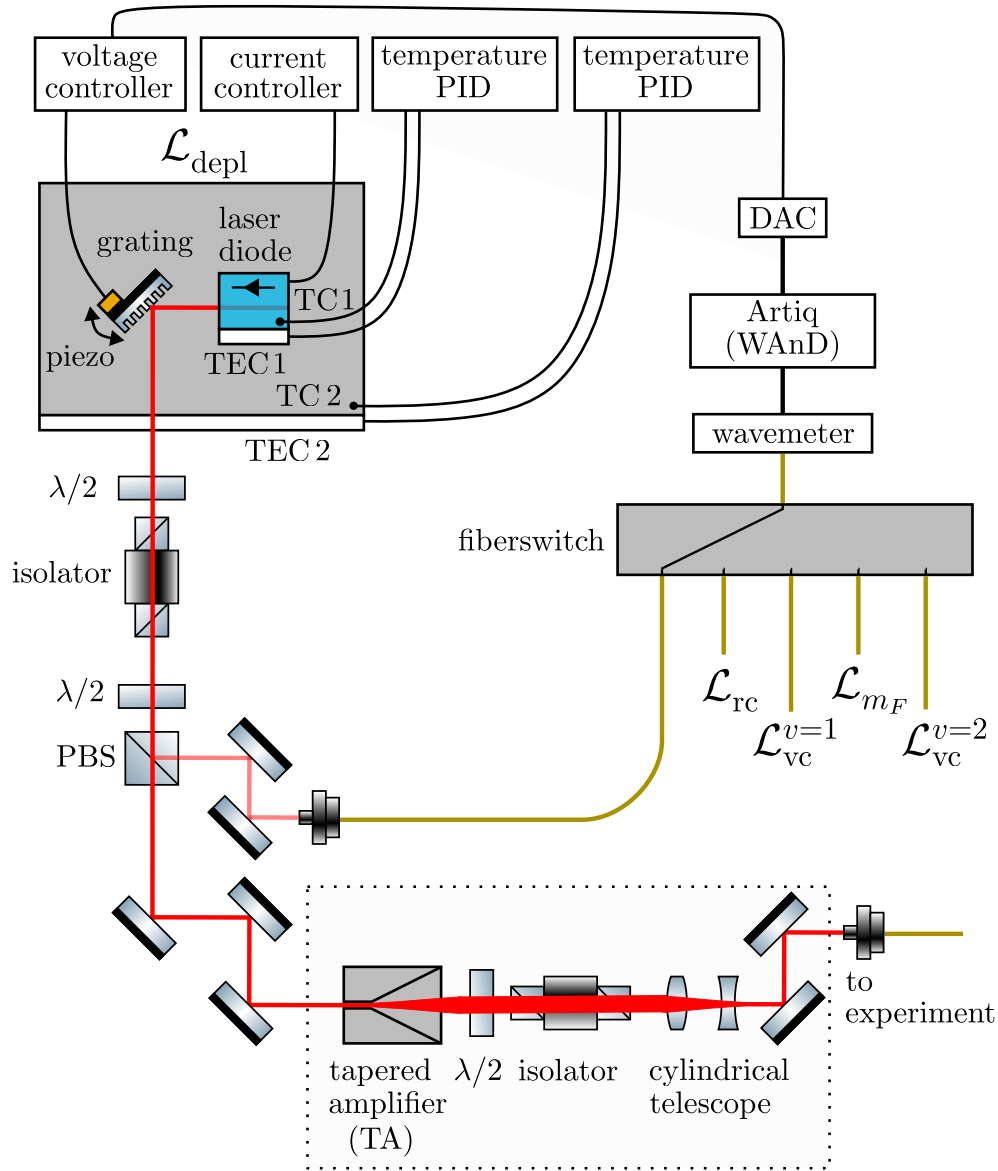 voltage
controller
current
controller
temperature
PID
temperature
PID
ℒdepl
laser
diode
grating
TC 1
piezo
TEC 1
TC 2
TEC 2
DAC
Artiq
(WAnD)
wavemeter
λ/2
fiberswitch
isolator
λ/2
PBS
ℒrc
ℒmF
ℒvc^v=1
ℒvc^v=2
to
experiment
tapered
amplifier
(TA)
λ/2
isolator
cylindrical
telescope